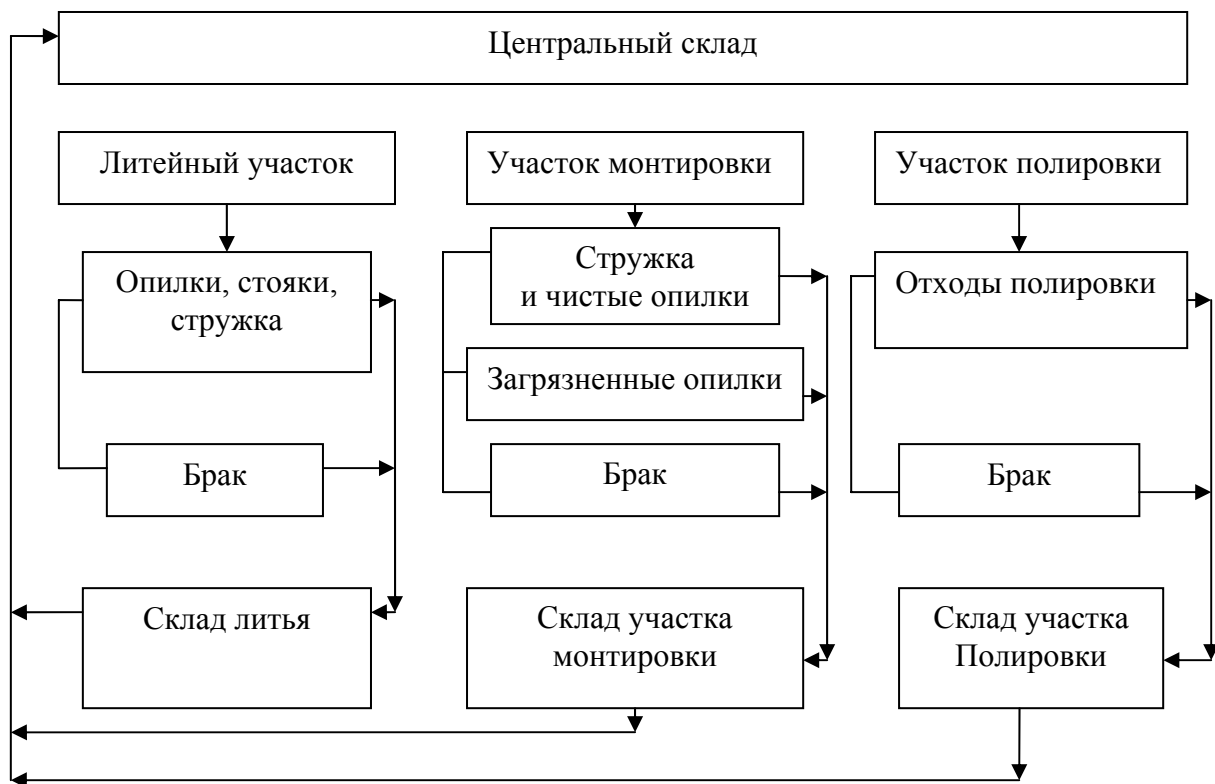 Центральный склад
Литейный участок
Участок монтировки
Участок полировки
Опилки, стояки,
стружка
Стружка
и чистые опилки
Отходы полировки
Загрязненные опилки
Брак
Брак
Брак
Склад литья
Склад участка
монтировки
Склад участка
Полировки